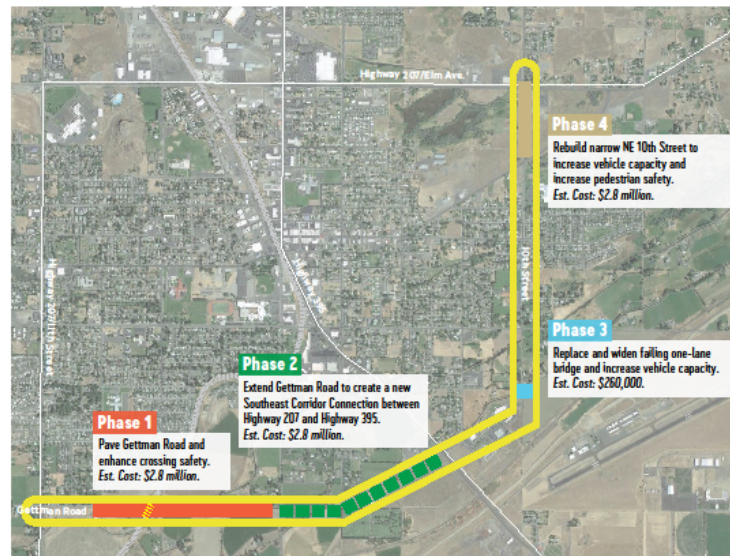 Highway 207/Elm Ave.
Phase 4
Rebuild narrow NE 10th Street to
increase vehicle capacity and
increase pedestrian safety.
Est. Cost: $2.8 million.
10th Street
Highway 207/11th Street
Highway 395
Phase 3
Replace and widen failing one-lane
bridge and increase vehicle capacity.
Est. Cost: $260,000.
Phase 2
Extend Gettman Road to create a new
Southeast Corridor Connection between
Highway 207 and Highway 395.
Est. Cost: $2.8 million.
Phase 1
Pave Gettman Road and
enhance crossing safety.
Est. Cost: $2.8 million.
Gettman Road